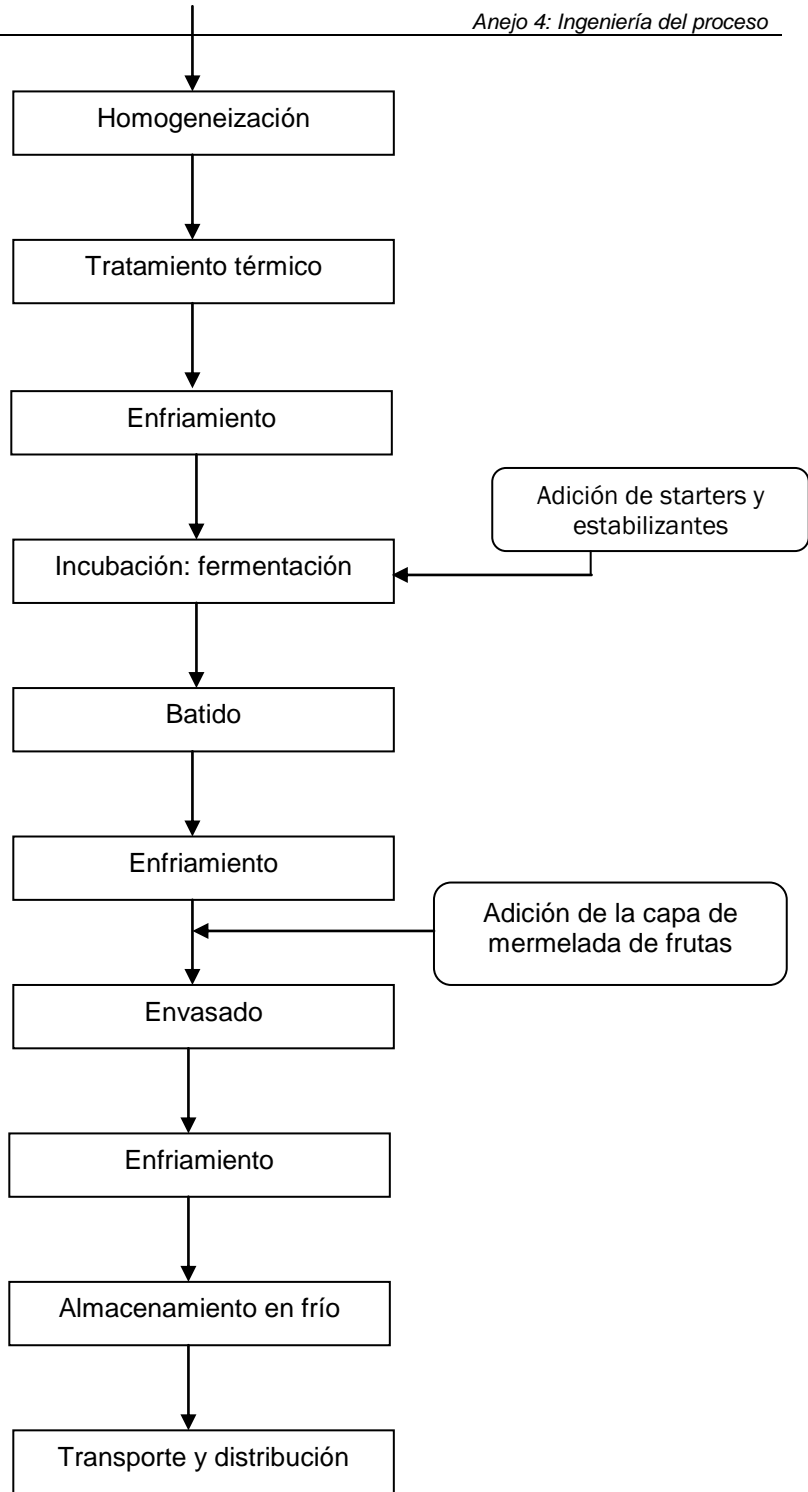 Anejo 4: Ingeniería del proceso
Homogeneización
Tratamiento térmico
Enfriamiento
Adición de starters y
estabilizantes
Incubación: fermentación
Batido
Enfriamiento
Adición de la capa de
mermelada de frutas
Envasado
Enfriamiento
Almacenamiento en frío
Transporte y distribución